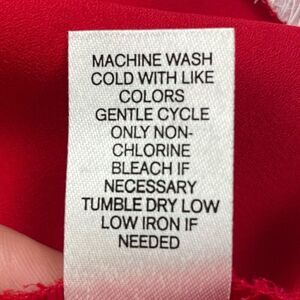 MACHINE WASH
COLD WITH LIKE
COLORS
GENTLE CYCLE
ONLY NON-
CHLORINE
BLEACH IF
NECESSARY
TUMBLE DRY LOW
LOW IRON IF
NEEDED